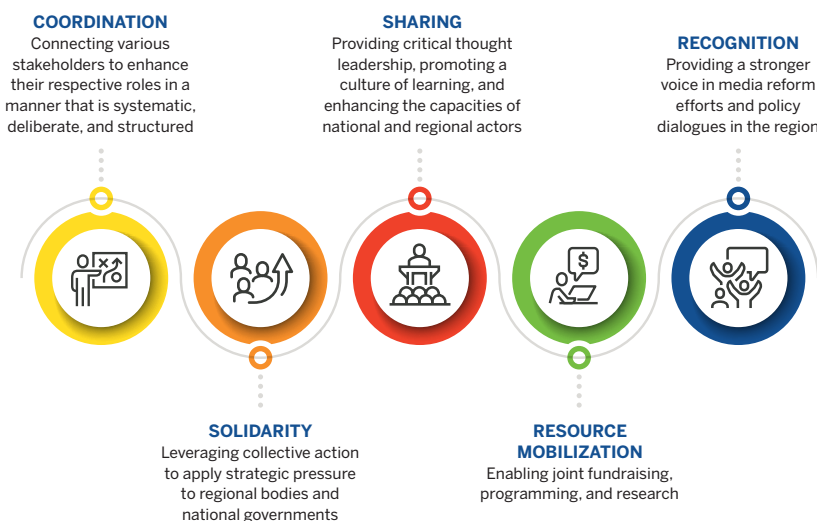 COORDINATION
Connecting various
stakeholders to enhance
their respective roles in a
manner that is systematic,
deliberate, and structured
SHARING
Providing critical thought
leadership, promoting a
culture of learning, and
enhancing the capacities of
national and regional actors
RECOGNITION
Providing a stronger
voice in media reform
efforts and policy
dialogues in the region
SOLIDARITY
Leveraging collective action
to apply strategic pressure
to regional bodies and
national governments
RESOURCE
MOBILIZATION
Enabling joint fundraising,
programming, and research